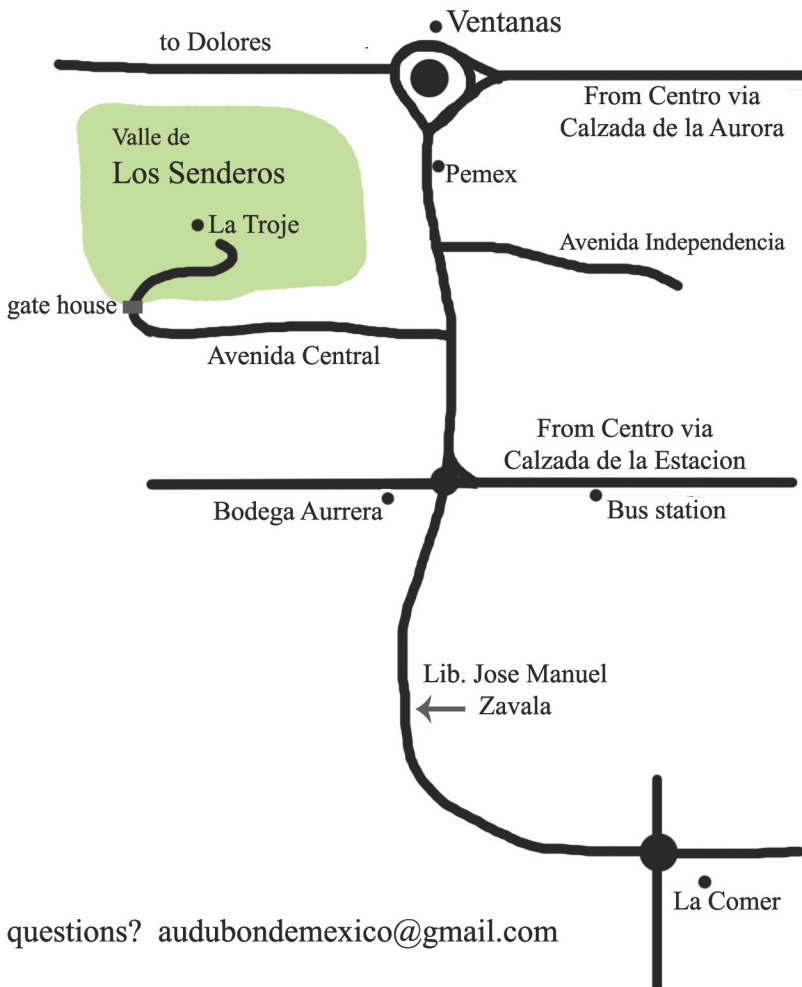 Ventanas
to Dolores
From Centro via
Calzada de la Aurora
Valle de
Los Senderos
Pemex
La Troje
Avenida Independencia
gate house
Avenida Central
From Centro via
Calzada de la Estacion
Bodega Aurrera
Bus station
Lib. Jose Manuel
Zavala
La Comer
questions? audubondemexico@gmail.com